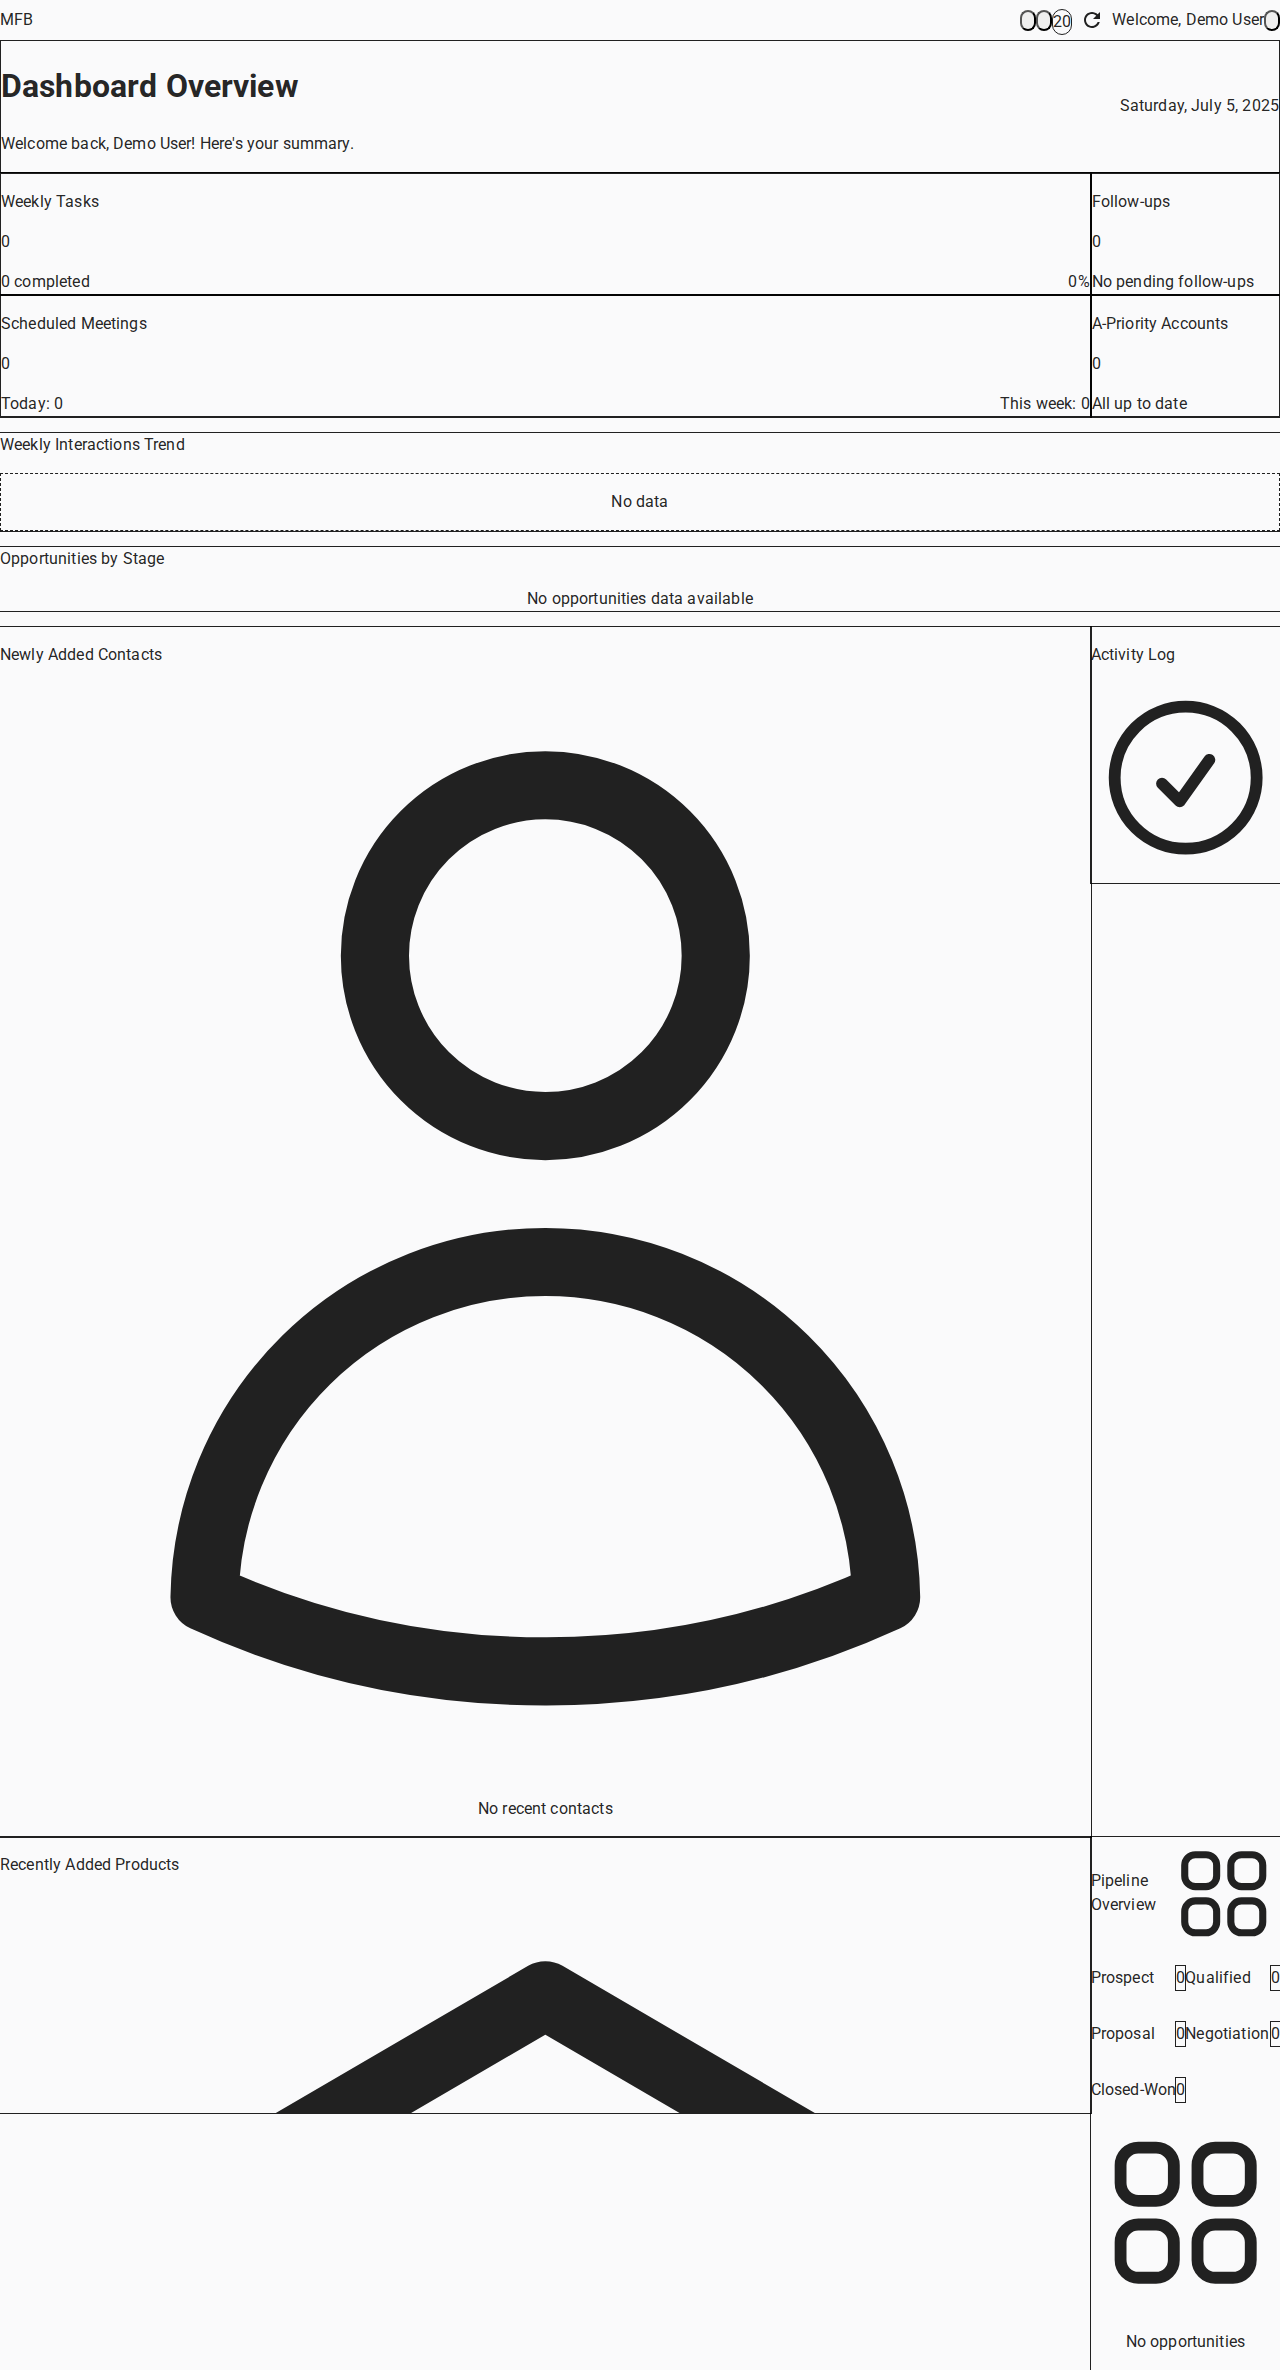 MFB
20
Welcome, Demo User
Dashboard Overview
Saturday, July 5, 2025
Welcome back, Demo User! Here's your summary.
Weekly Tasks
0
0 completed
0%
Follow-ups
0
No pending follow-ups
Scheduled Meetings
0
Today: 0
This week: 0
A-Priority Accounts
0
All up to date
Weekly Interactions Trend
No data
Opportunities by Stage
No opportunities data available
Newly Added Contacts
No recent contacts
Activity Log
Recently Added Products
Pipeline
Overview
Prospect 0
Qualified 0
Proposal 0
Negotiation 0
Closed-Won 0
No opportunities